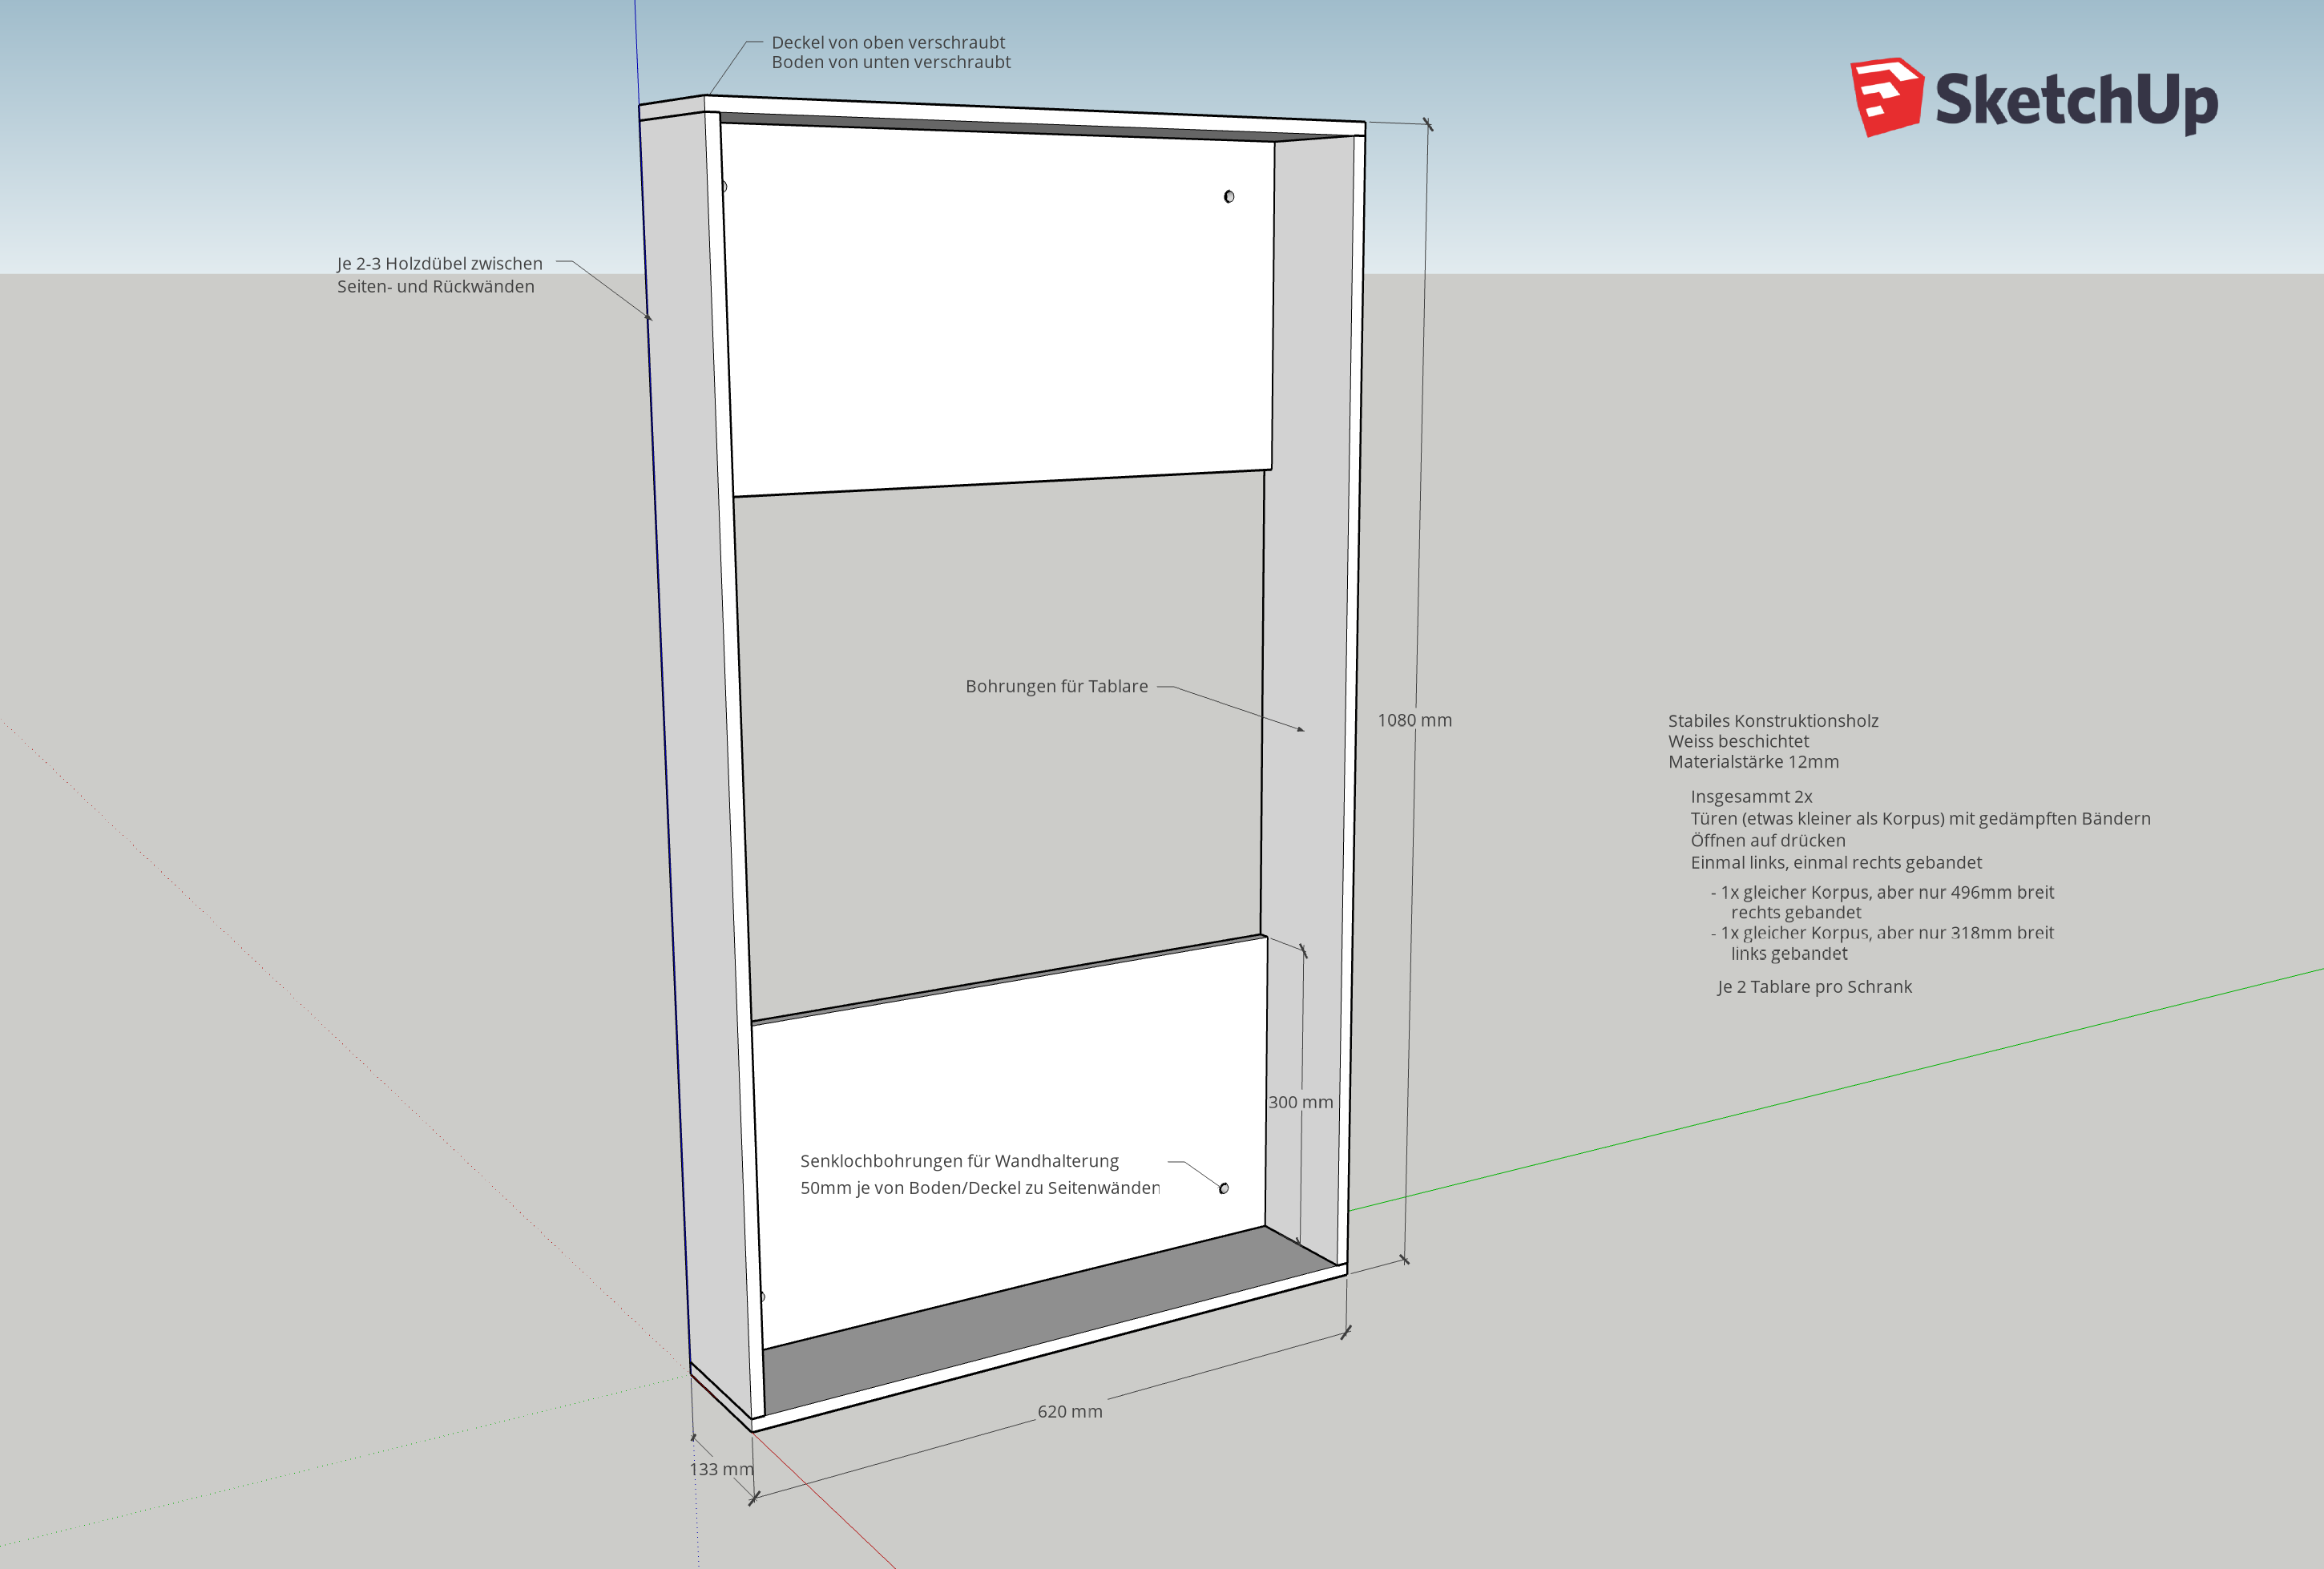 Deckel von oben verschraubt
Boden von unten verschraubt
SketchUp
Je 2-3 Holzdübel zwischen
Seiten- und Rückwänden
Bohrungen für Tablare
1080 mm
Stabiles Konstruktionsholz
Weiss beschichtet
Materialstärke 12mm
Insgesammt 2x
Türen (etwas kleiner als Korpus) mit gedämpften Bändern
Öffnen auf drücken
Einmal links, einmal rechts gebandet
- 1x gleicher Korpus, aber nur 496mm breit
rechts gebandet
- 1x gleicher Korpus, aber nur 318mm breit
links gebandet
Je 2 Tablare pro Schrank
300 mm
Senklochbohrungen für Wandhalterung
50mm je von Boden/Deckel zu Seitenwänden
620 mm
133 mm